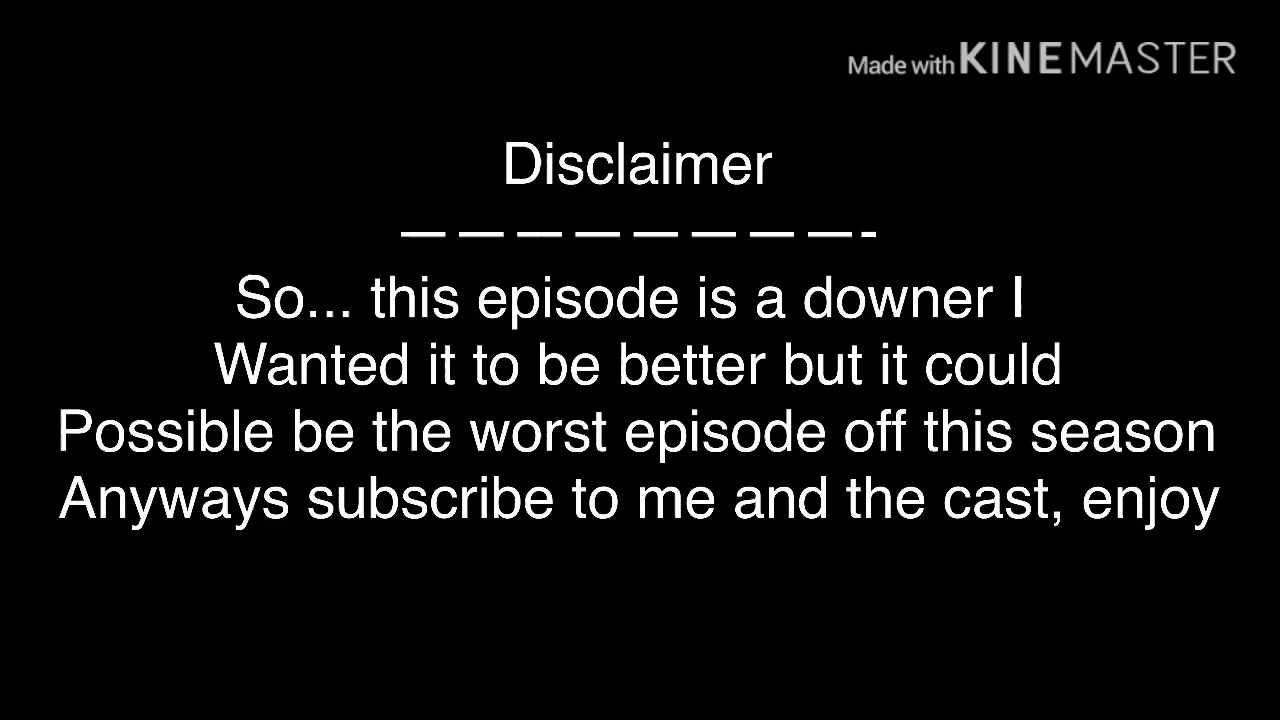 Made with KINEMASTER
Disclaimer
————————-
So... this episode is a downer I
Wanted it to be better but it could
Possible be the worst episode off this season
Anyways subscribe to me and the cast, enjoy